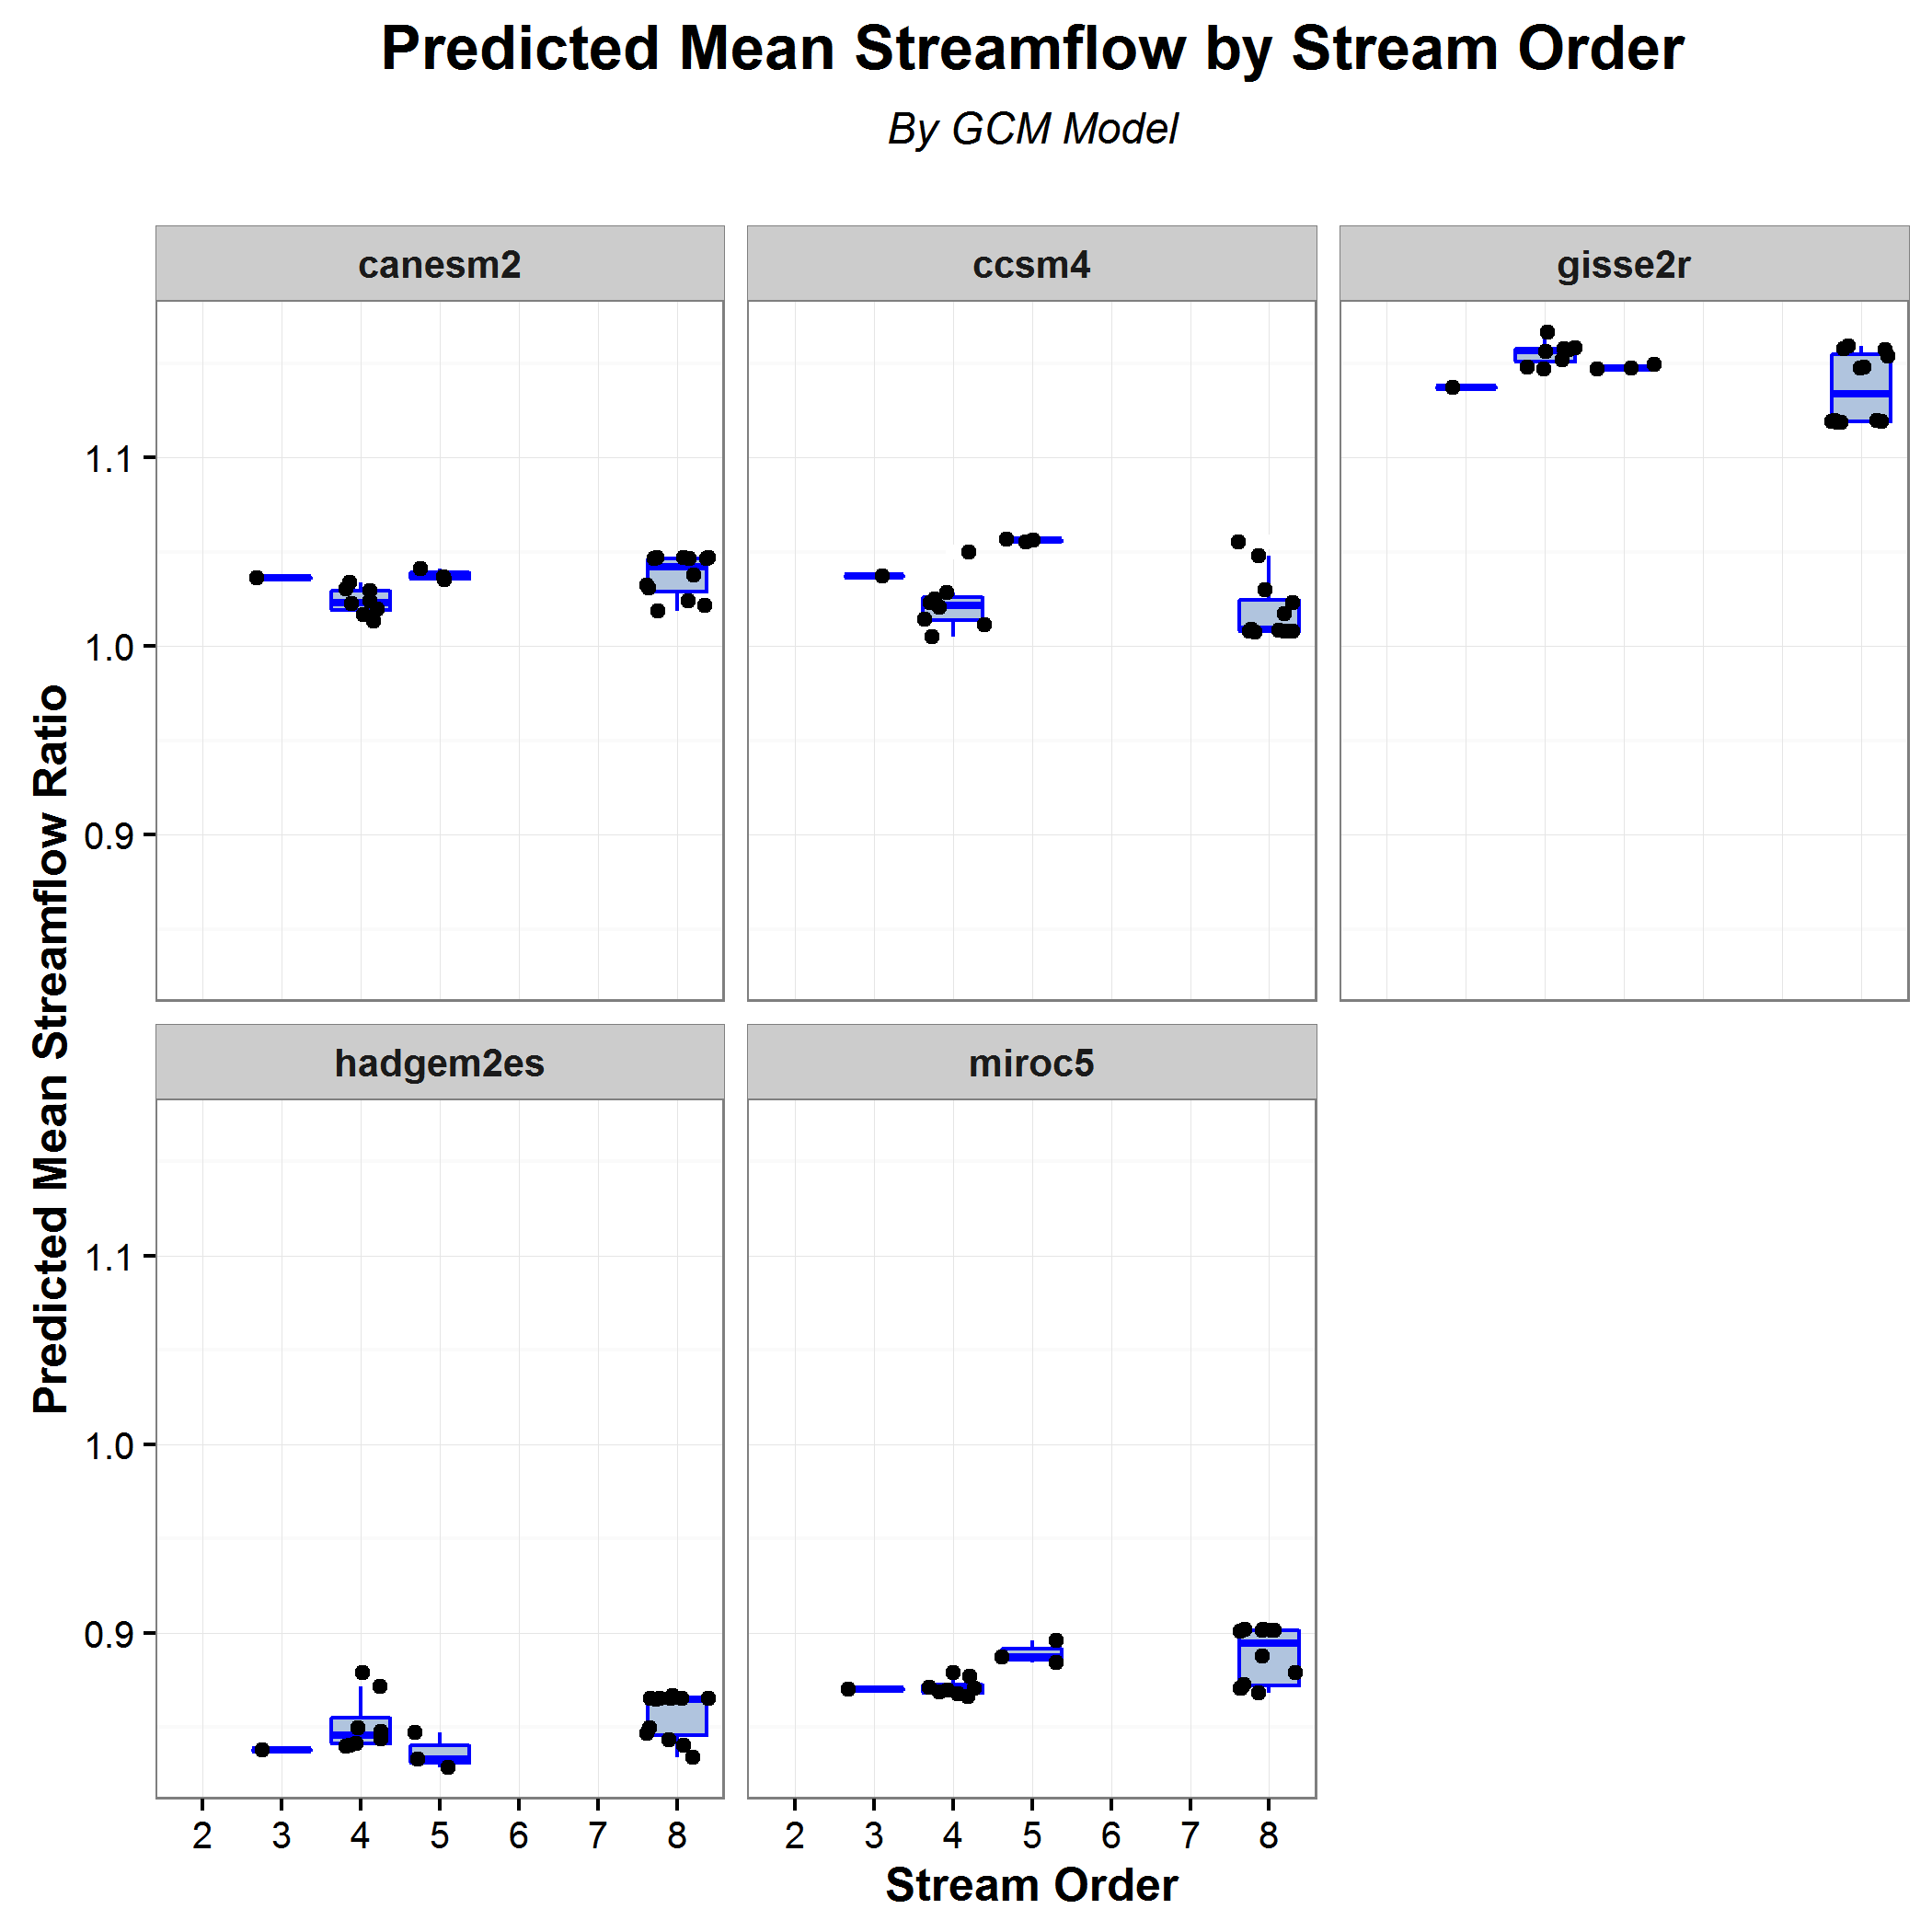 Predicted Mean Streamflow by Stream Order
By GCM Model
canesm2
ccsm4
gisse2r
1.1
1.0
0.9
Predicted Mean Streamflow Ratio
hadgem2es
miroc5
1.1
1.0
0.9
2 3 4 5 6 7 8
2 3 4 5 6 7 8
Stream Order